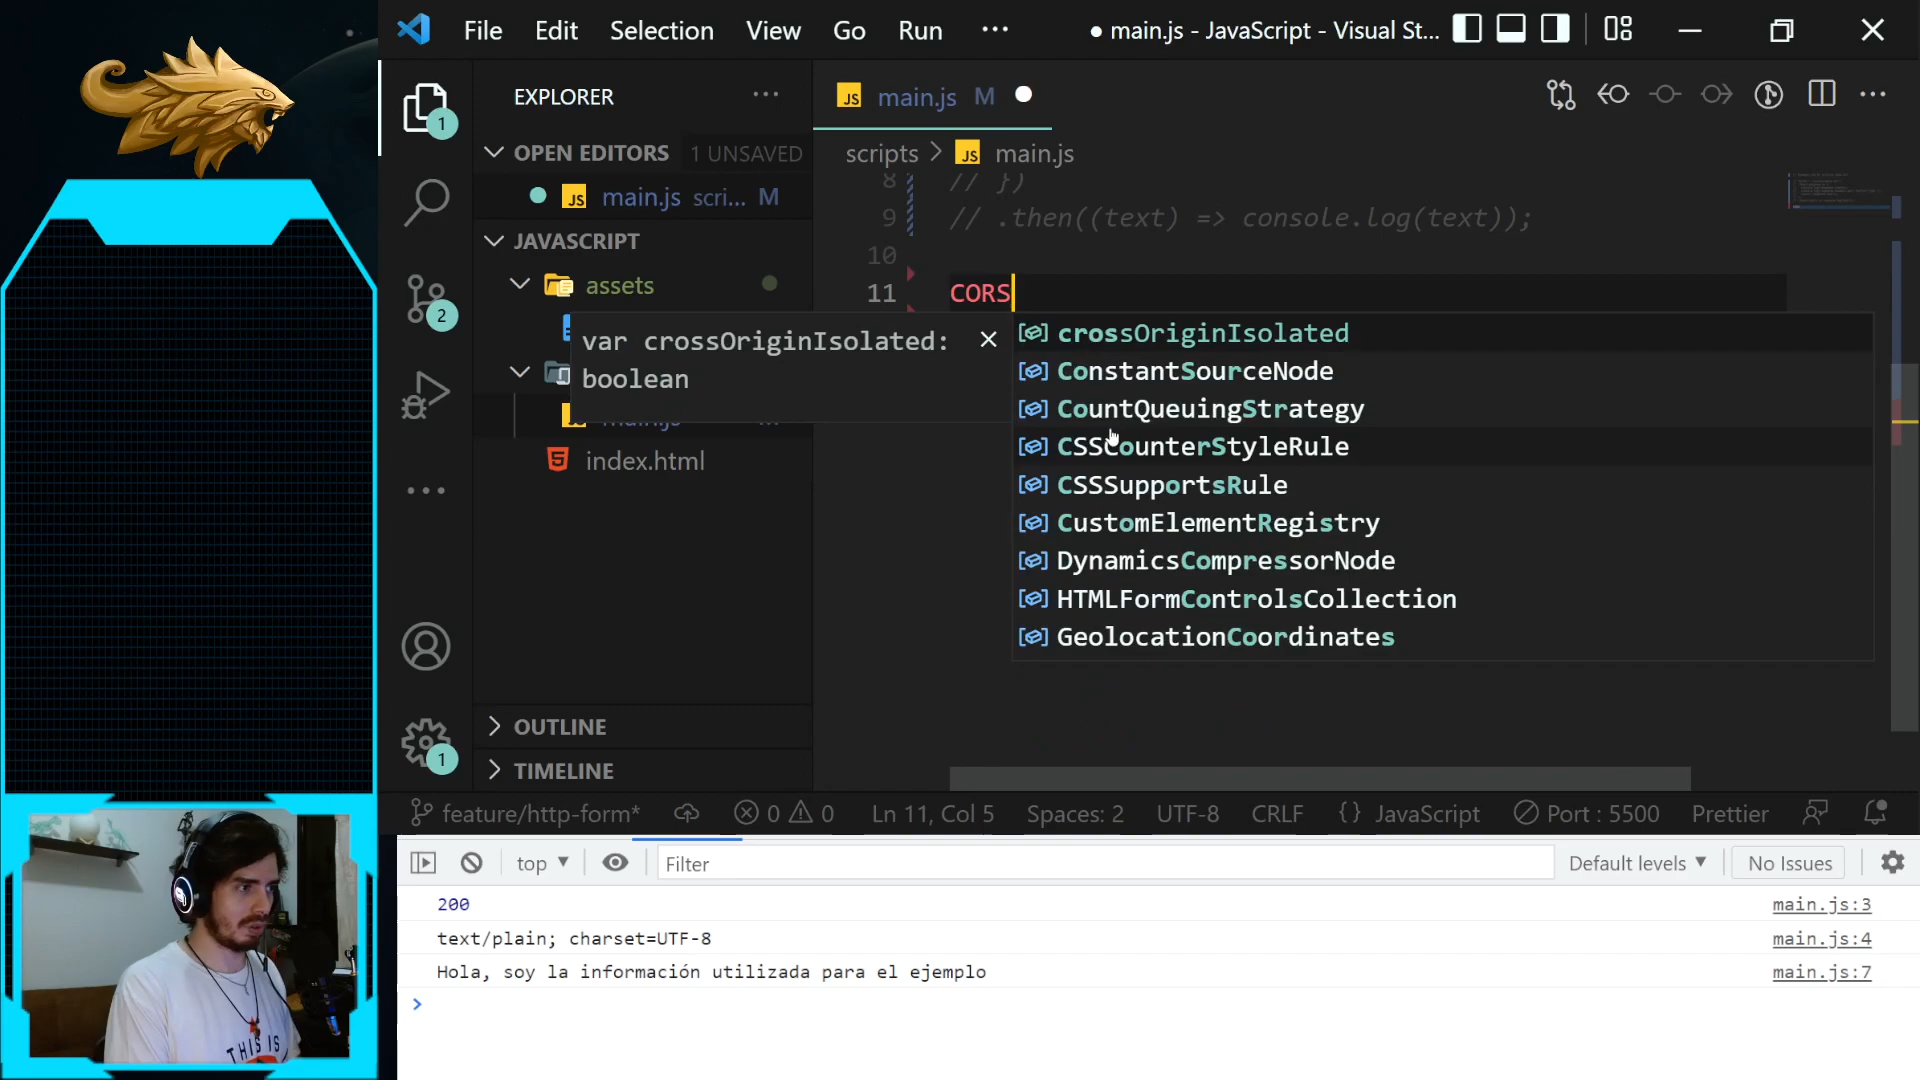 File Edit Selection View Go Run ···
● main.js - JavaScript - Visual St...
EXPLORER
OPEN EDITORS 1 UNSAVED
main.js scri... M
JAVASCRIPT
assets
index.html
OUTLINE
TIMELINE
1
2
1
JS main.js M
scripts > JS main.js
8 // })
9 // .then((text) => console.log(text));
10
11 CORS
var crossOriginIsolated:
boolean
crossOriginIsolated
ConstantSourceNode
CountQueuingStrategy
CSSCounterStyleRule
CSSSupportsRule
CustomElementRegistry
DynamicsCompressorNode
HTMLFormControlsCollection
GeolocationCoordinates
feature/http-form* 0 0 Ln 11, Col 5 Spaces: 2 UTF-8 CRLF {} JavaScript Port : 5500 Prettier
top Filter Default levels No Issues
200 main.js:3
text/plain; charset=UTF-8 main.js:4
Hola, soy la información utilizada para el ejemplo main.js:7
THIS IS